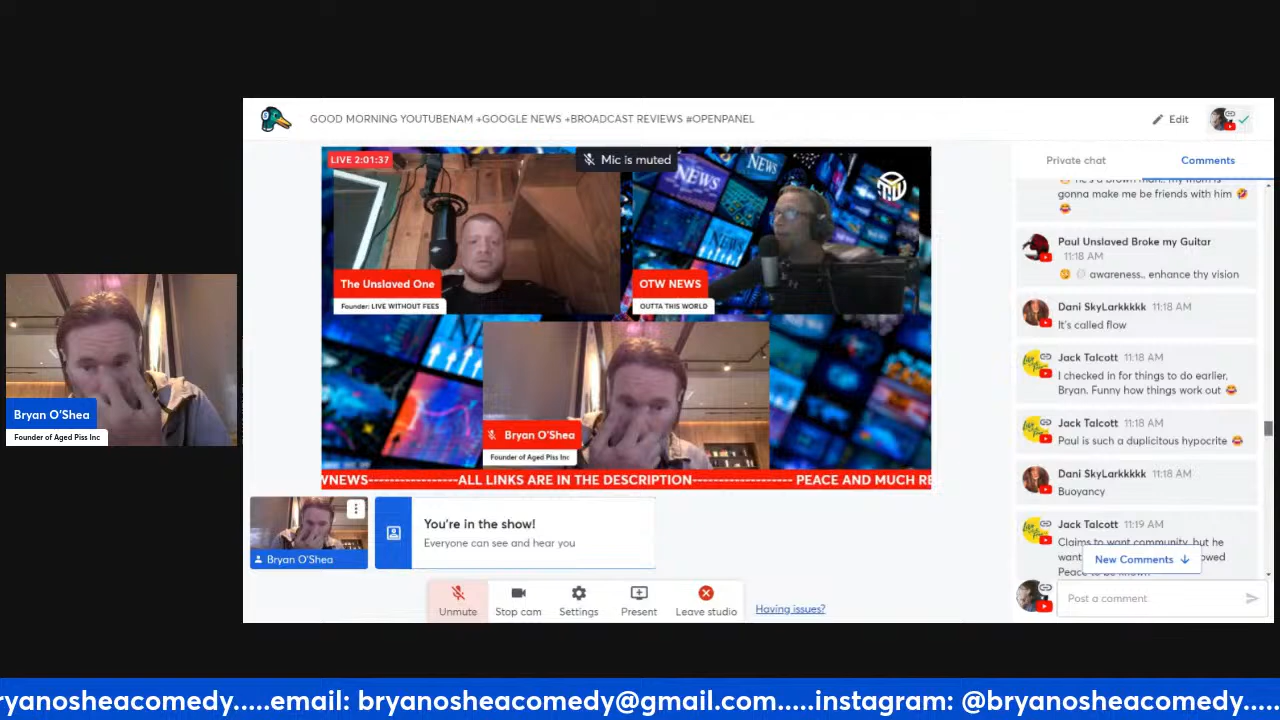 GOOD MORNING YOUTUBENAM +GOOGLE NEWS +BROADCAST REVIEWS #OPENPANEL
Edit
LIVE 2:01:37
Mic is muted
NEWS
NEWS
NEWS
The Unslaved One
Founder: LIVE WITHOUT FEES
OTW NEWS
OUTTA THIS WORLD
Bryan O'Shea
Founder of Aged Piss Inc
Bryan O'Shea
Founder of Aged Piss Inc
WNEWS------------------ALL LINKS ARE IN THE DESCRIPTION------------------ PEACE AND MUCH RE
Bryan O'Shea
You're in the show!
Everyone can see and hear you
Unmute
Stop cam
Settings
Present
Leave studio
Having issues?
Private chat
Comments
gonna make me be friends with him 🤣
😂
Paul Unslaved Broke my Guitar
11:18 AM
awareness.. enhance thy vision
Dani SkyLarkkkkk 11:18 AM
It's called flow
Jack Talcott 11:18 AM
I checked in for things to do earlier,
Bryan. Funny how things work out 😂
Jack Talcott 11:18 AM
Paul is such a duplicitous hypocrite 😂
Dani SkyLarkkkkk 11:18 AM
Buoyancy
Jack Talcott 11:19 AM
Claims to want community, but he
want
owed
New Comments ↓
Post a comment
ryanosheacomedy.....email: bryanosheacomedy@gmail.com.....instagram: @bryanosheacomedy.....